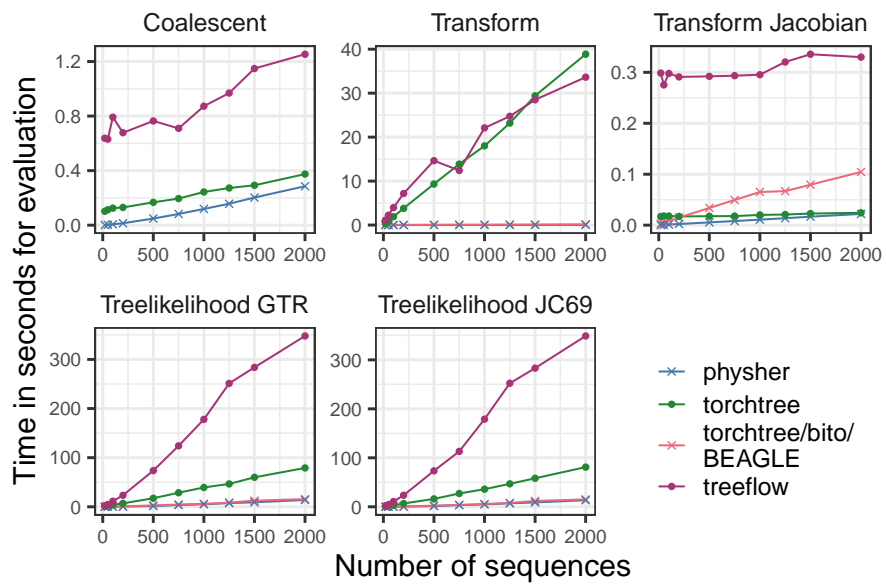 Coalescent
Transform
Transform Jacobian
1.2
0.8
0.4
0.0
0 500 1000 1500 2000
40
30
20
10
0
0 500 1000 1500 2000
0.3
0.2
0.1
0.0
0 500 1000 1500 2000
Treelikelihood GTR
Treelikelihood JC69
300
200
100
0
0 500 1000 1500 2000
300
200
100
0
0 500 1000 1500 2000
physher
torchtree
torchtree/bito/
BEAGLE
treeflow
Time in seconds for evaluation
Number of sequences